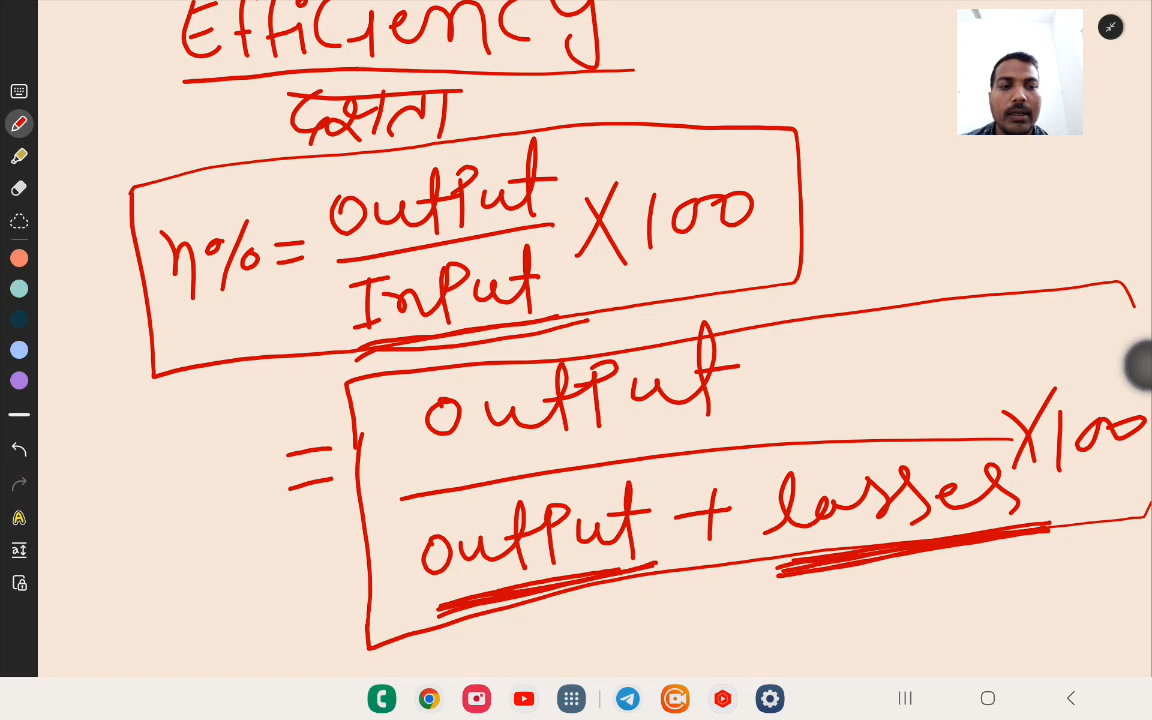 Efficiency
दक्षता
η% = output / Input × 100
= output / output + losses × 100